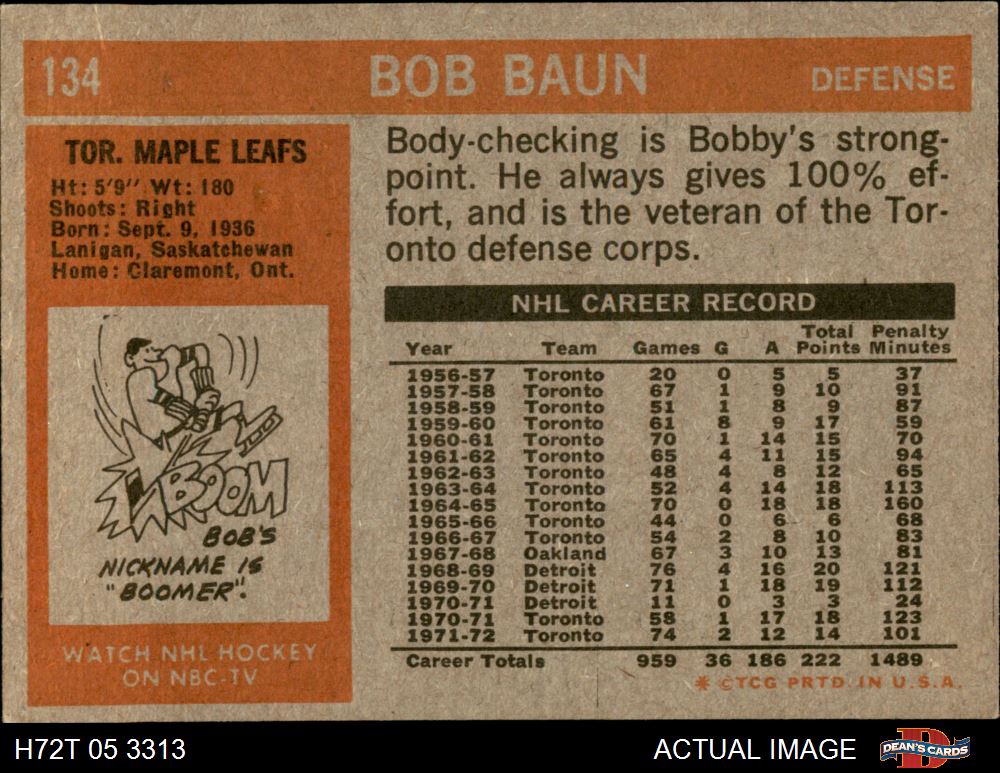 134 BOB BAUN DEFENSE
TOR. MAPLE LEAFS
Ht: 5'9" Wt: 180
Shoots: Right
Born: Sept. 9, 1936
Lanigan, Saskatchewan
Home: Claremont, Ont.
BOOM
BOB'S
NICKNAME IS
"BOOMER".
WATCH NHL HOCKEY
ON NBC-TV
Body-checking is Bobby's strong-
point. He always gives 100% ef-
fort, and is the veteran of the Tor-
onto defense corps.
NHL CAREER RECORD
Total Penalty
Year Team Games G A Points Minutes
1956-57 Toronto 20 0 5 5 37
1957-58 Toronto 67 1 9 10 91
1958-59 Toronto 51 1 8 9 87
1959-60 Toronto 61 8 9 17 59
1960-61 Toronto 70 1 14 15 70
1961-62 Toronto 65 4 11 15 94
1962-63 Toronto 48 4 8 12 65
1963-64 Toronto 52 4 14 18 113
1964-65 Toronto 70 0 18 18 160
1965-66 Toronto 44 0 6 6 68
1966-67 Toronto 54 2 8 10 83
1967-68 Oakland 67 3 10 13 81
1968-69 Detroit 76 4 16 20 121
1969-70 Detroit 71 1 18 19 112
1970-71 Detroit 11 0 3 3 24
1970-71 Toronto 58 1 17 18 123
1971-72 Toronto 74 2 12 14 101
Career Totals 959 36 186 222 1489
* ©TCG PRTD. IN U.S.A.
H72T 05 3313 ACTUAL IMAGE DEAN'S CARDS